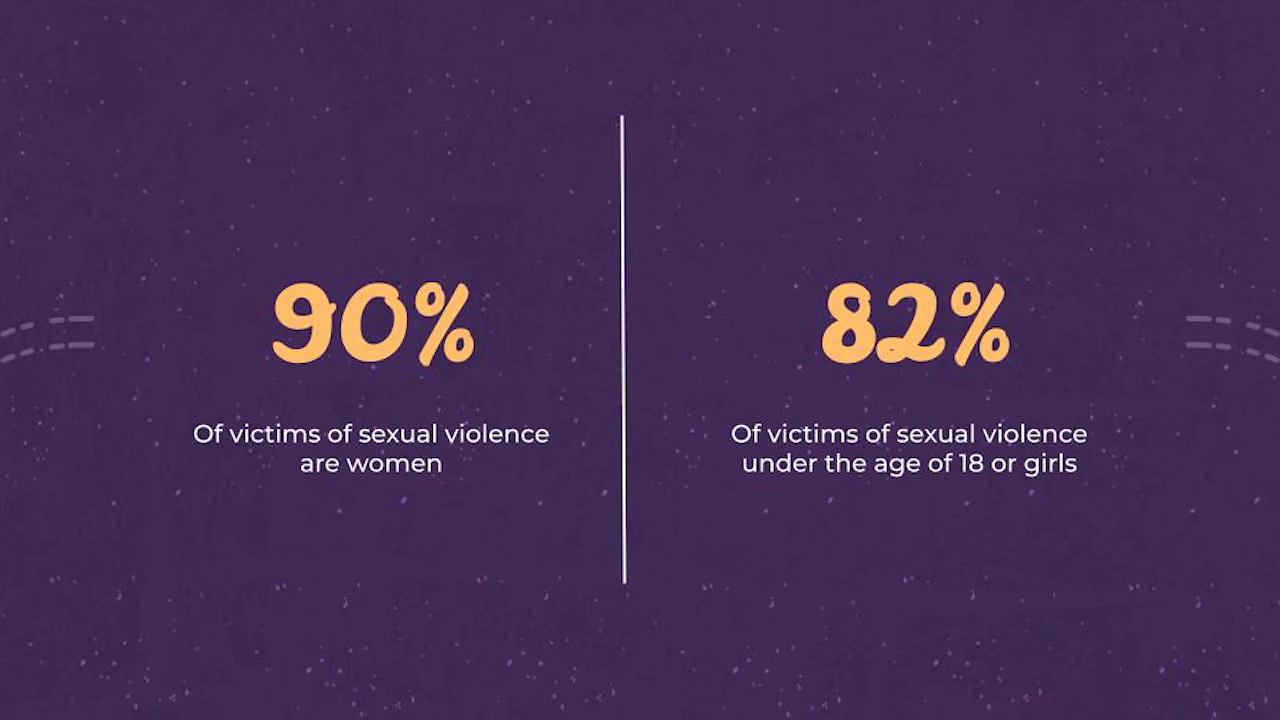 90%
Of victims of sexual violence
are women
82%
Of victims of sexual violence
under the age of 18 or girls